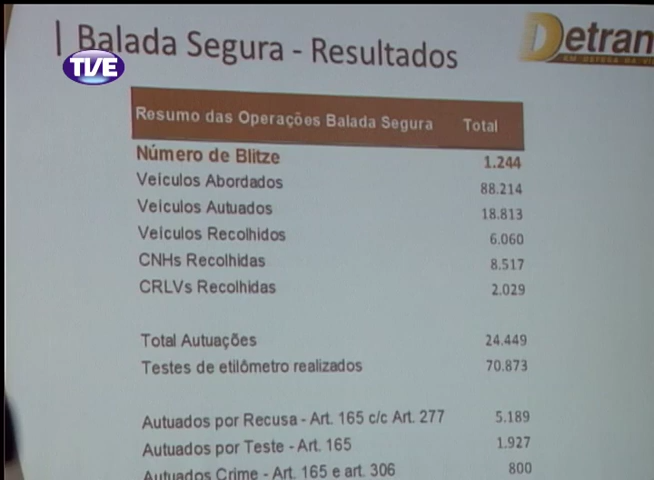 | Balada Segura - Resultados
Detran
TVE
Resumo das Operações Balada Segura Total
Número de Blitze 1.244
Veículos Abordados 88.214
Veículos Autuados 18.813
Veículos Recolhidos 6.060
CNHs Recolhidas 8.517
CRLVs Recolhidas 2.029
Total Autuações 24.449
Testes de etilômetro realizados 70.873
Autuados por Recusa - Art. 165 c/c Art. 277 5.189
Autuados por Teste - Art. 165 1.927
Autuados Crime - Art. 165 e art. 306 800